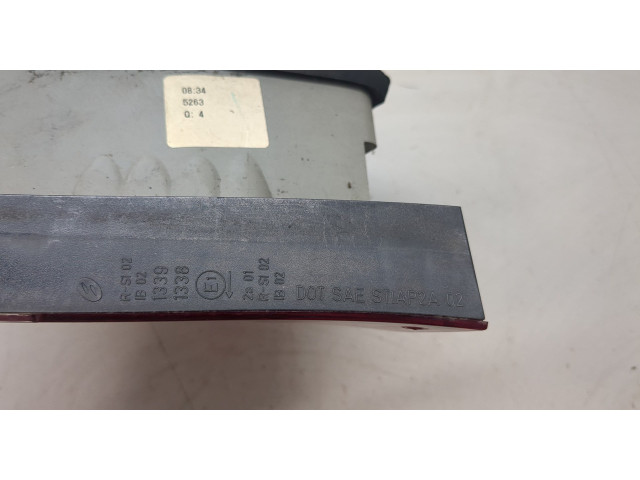 08:34
5263
G: 4
R-S1 02
IB 02
1339
1338
E1
2a 01
R-S1 02
IB 02
DOT SAE
02